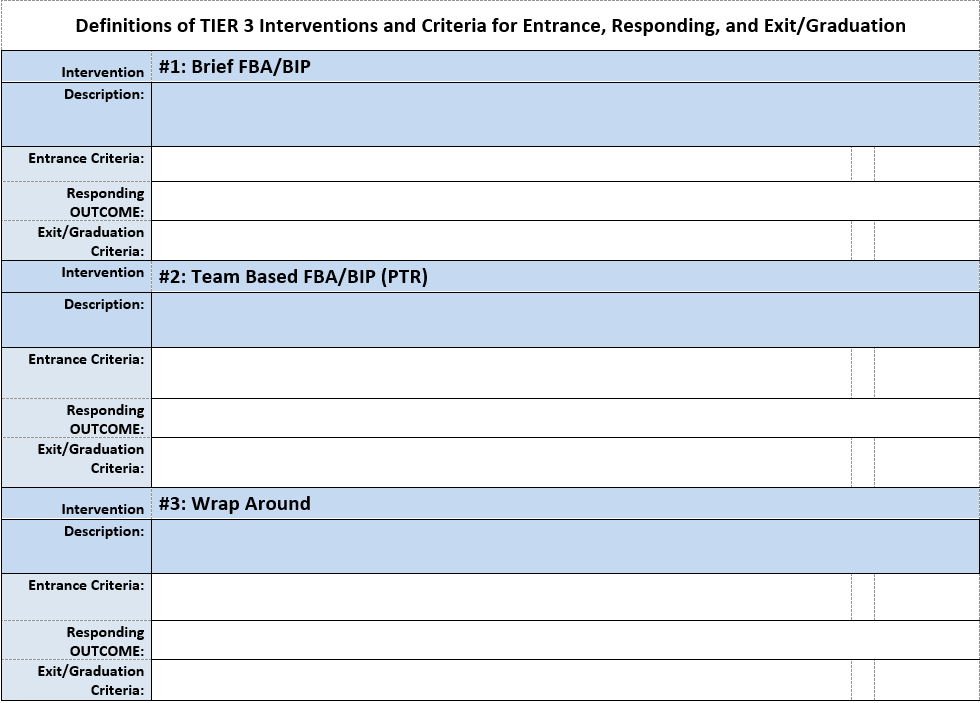 Definitions of TIER 3 Interventions and Criteria for Entrance, Responding, and Exit/Graduation
Intervention #1: Brief FBA/BIP
Description:
Entrance Criteria:
Responding
OUTCOME:
Exit/Graduation
Criteria:
Intervention #2: Team Based FBA/BIP (PTR)
Description:
Entrance Criteria:
Responding
OUTCOME:
Exit/Graduation
Criteria:
Intervention #3: Wrap Around
Description:
Entrance Criteria:
Responding
OUTCOME:
Exit/Graduation
Criteria: